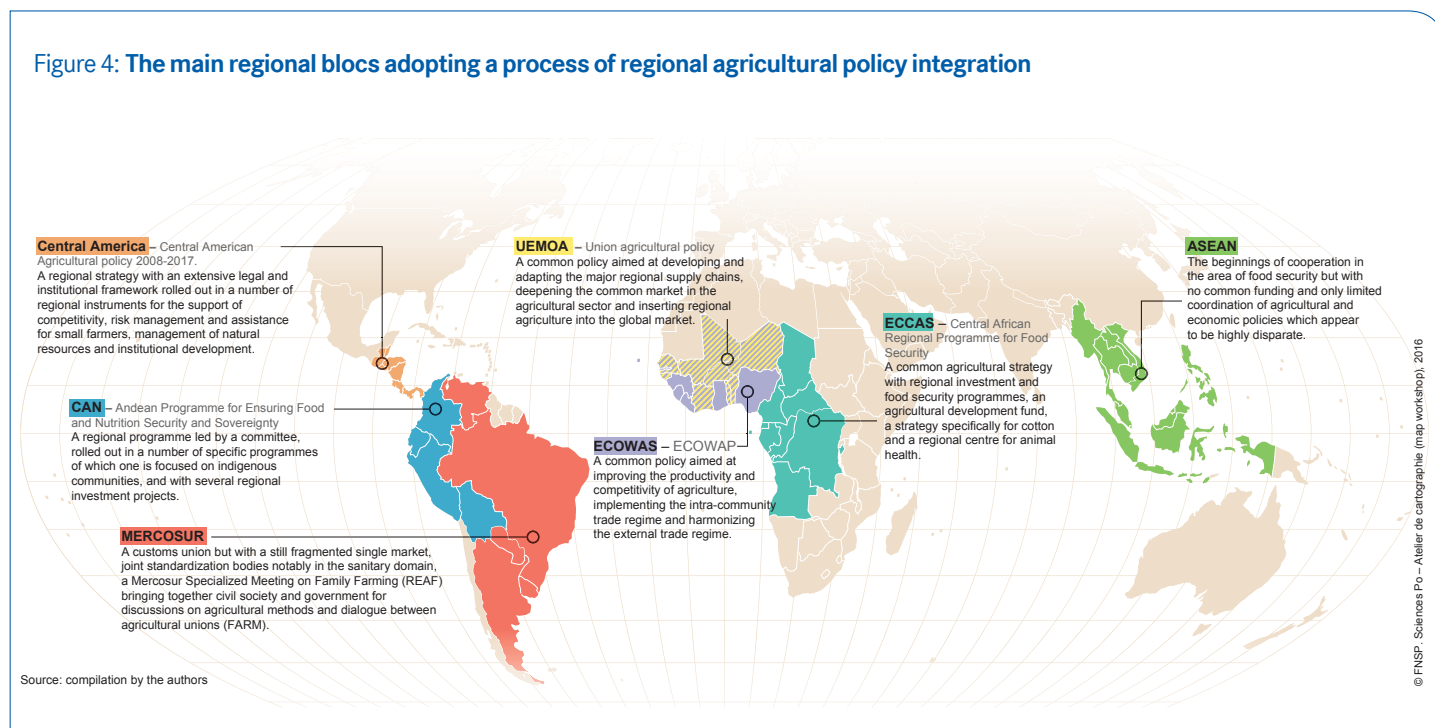 Figure 4: The main regional blocs adopting a process of regional agricultural policy integration
Central America – Central American
Agricultural policy 2008-2017.
A regional strategy with an extensive legal and
institutional framework rolled out in a number of
regional instruments for the support of
competitivity, risk management and assistance
for small farmers, management of natural
resources and institutional development.
UEMOA – Union agricultural policy
A common policy aimed at developing and
adapting the major regional supply chains,
deepening the common market in the
agricultural sector and inserting regional
agriculture into the global market.
ASEAN
The beginnings of cooperation in
the area of food security but with
no common funding and only limited
coordination of agricultural and
economic policies which appear
to be highly disparate.
ECCAS – Central African
Regional Programme for Food
Security
A common agricultural strategy
with regional investment and
food security programmes, an
agricultural development fund,
a strategy specifically for cotton
and a regional centre for animal
health.
CAN – Andean Programme for Ensuring Food
and Nutrition Security and Sovereignty
A regional programme led by a committee,
rolled out in a number of specific programmes
of which one is focused on indigenous
communities, and with several regional
investment projects.
ECOWAS – ECOWAP
A common policy aimed at
improving the productivity and
competitivity of agriculture,
implementing the intra-community
trade regime and harmonizing
the external trade regime.
MERCOSUR
A customs union but with a still fragmented single market,
joint standardization bodies notably in the sanitary domain,
a Mercosur Specialized Meeting on Family Farming (REAF)
bringing together civil society and government for
discussions on agricultural methods and dialogue between
agricultural unions (FARM).
Source: compilation by the authors
© FNSP. Sciences Po – Atelier de cartographie (map workshop), 2016